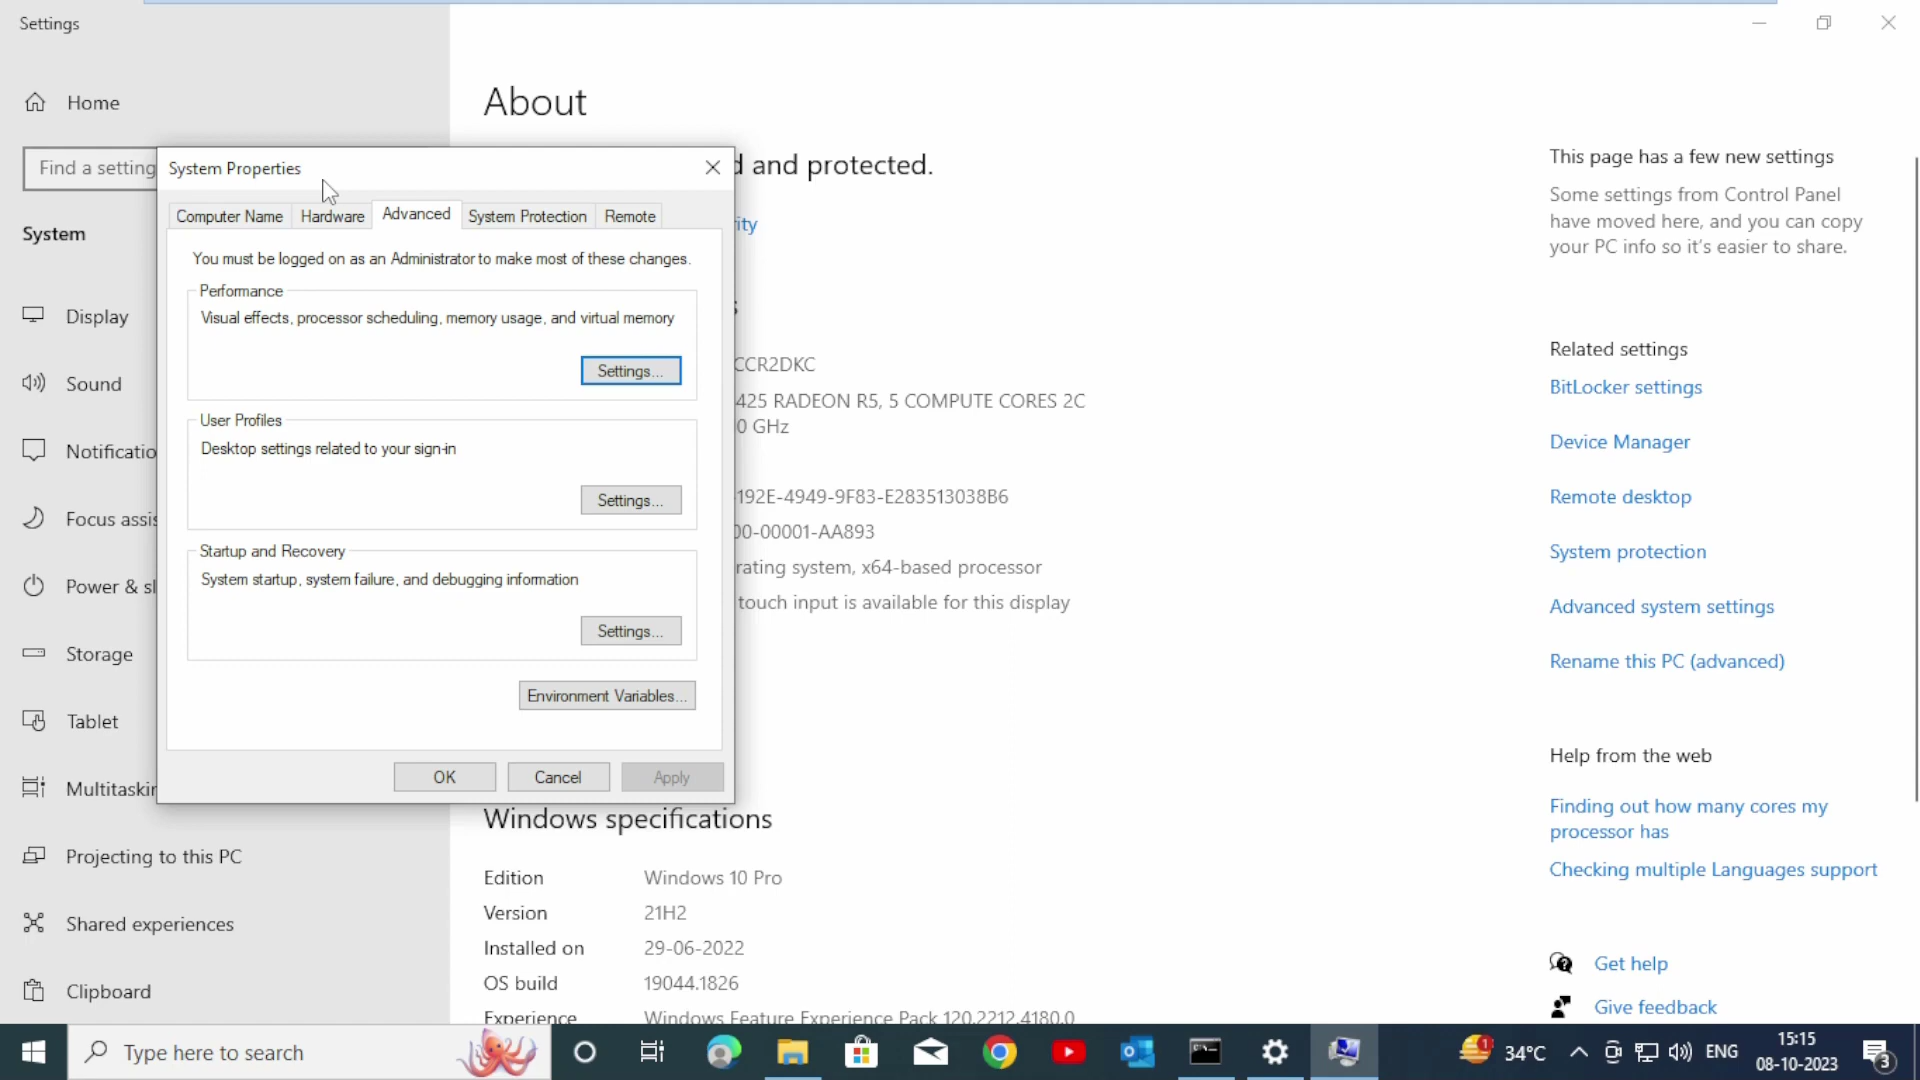 Settings
Home
Find a setting
System
Display
Sound
Notificatio
Focus assis
Power & sl
Storage
Tablet
Multitaskin
Projecting to this PC
Shared experiences
Clipboard
About
d and protected.
ity
System Properties
Computer Name
Hardware
Advanced
System Protection
Remote
You must be logged on as an Administrator to make most of these changes.
Performance
Visual effects, processor scheduling, memory usage, and virtual memory
Settings...
User Profiles
Desktop settings related to your sign-in
Settings...
Startup and Recovery
System startup, system failure, and debugging information
Settings...
Environment Variables...
OK
Cancel
Apply
CCR2DKC
425 RADEON R5, 5 COMPUTE CORES 2C
0 GHz
192E-4949-9F83-E283513038B6
00-00001-AA893
rating system, x64-based processor
touch input is available for this display
Windows specifications
Edition Windows 10 Pro
Version 21H2
Installed on 29-06-2022
OS build 19044.1826
Experience Windows Feature Experience Pack 120.2212.4180.0
This page has a few new settings
Some settings from Control Panel
have moved here, and you can copy
your PC info so it's easier to share.
Related settings
BitLocker settings
Device Manager
Remote desktop
System protection
Advanced system settings
Rename this PC (advanced)
Help from the web
Finding out how many cores my
processor has
Checking multiple Languages support
Get help
Give feedback
Type here to search
1
34°C
ENG
15:15
08-10-2023
3